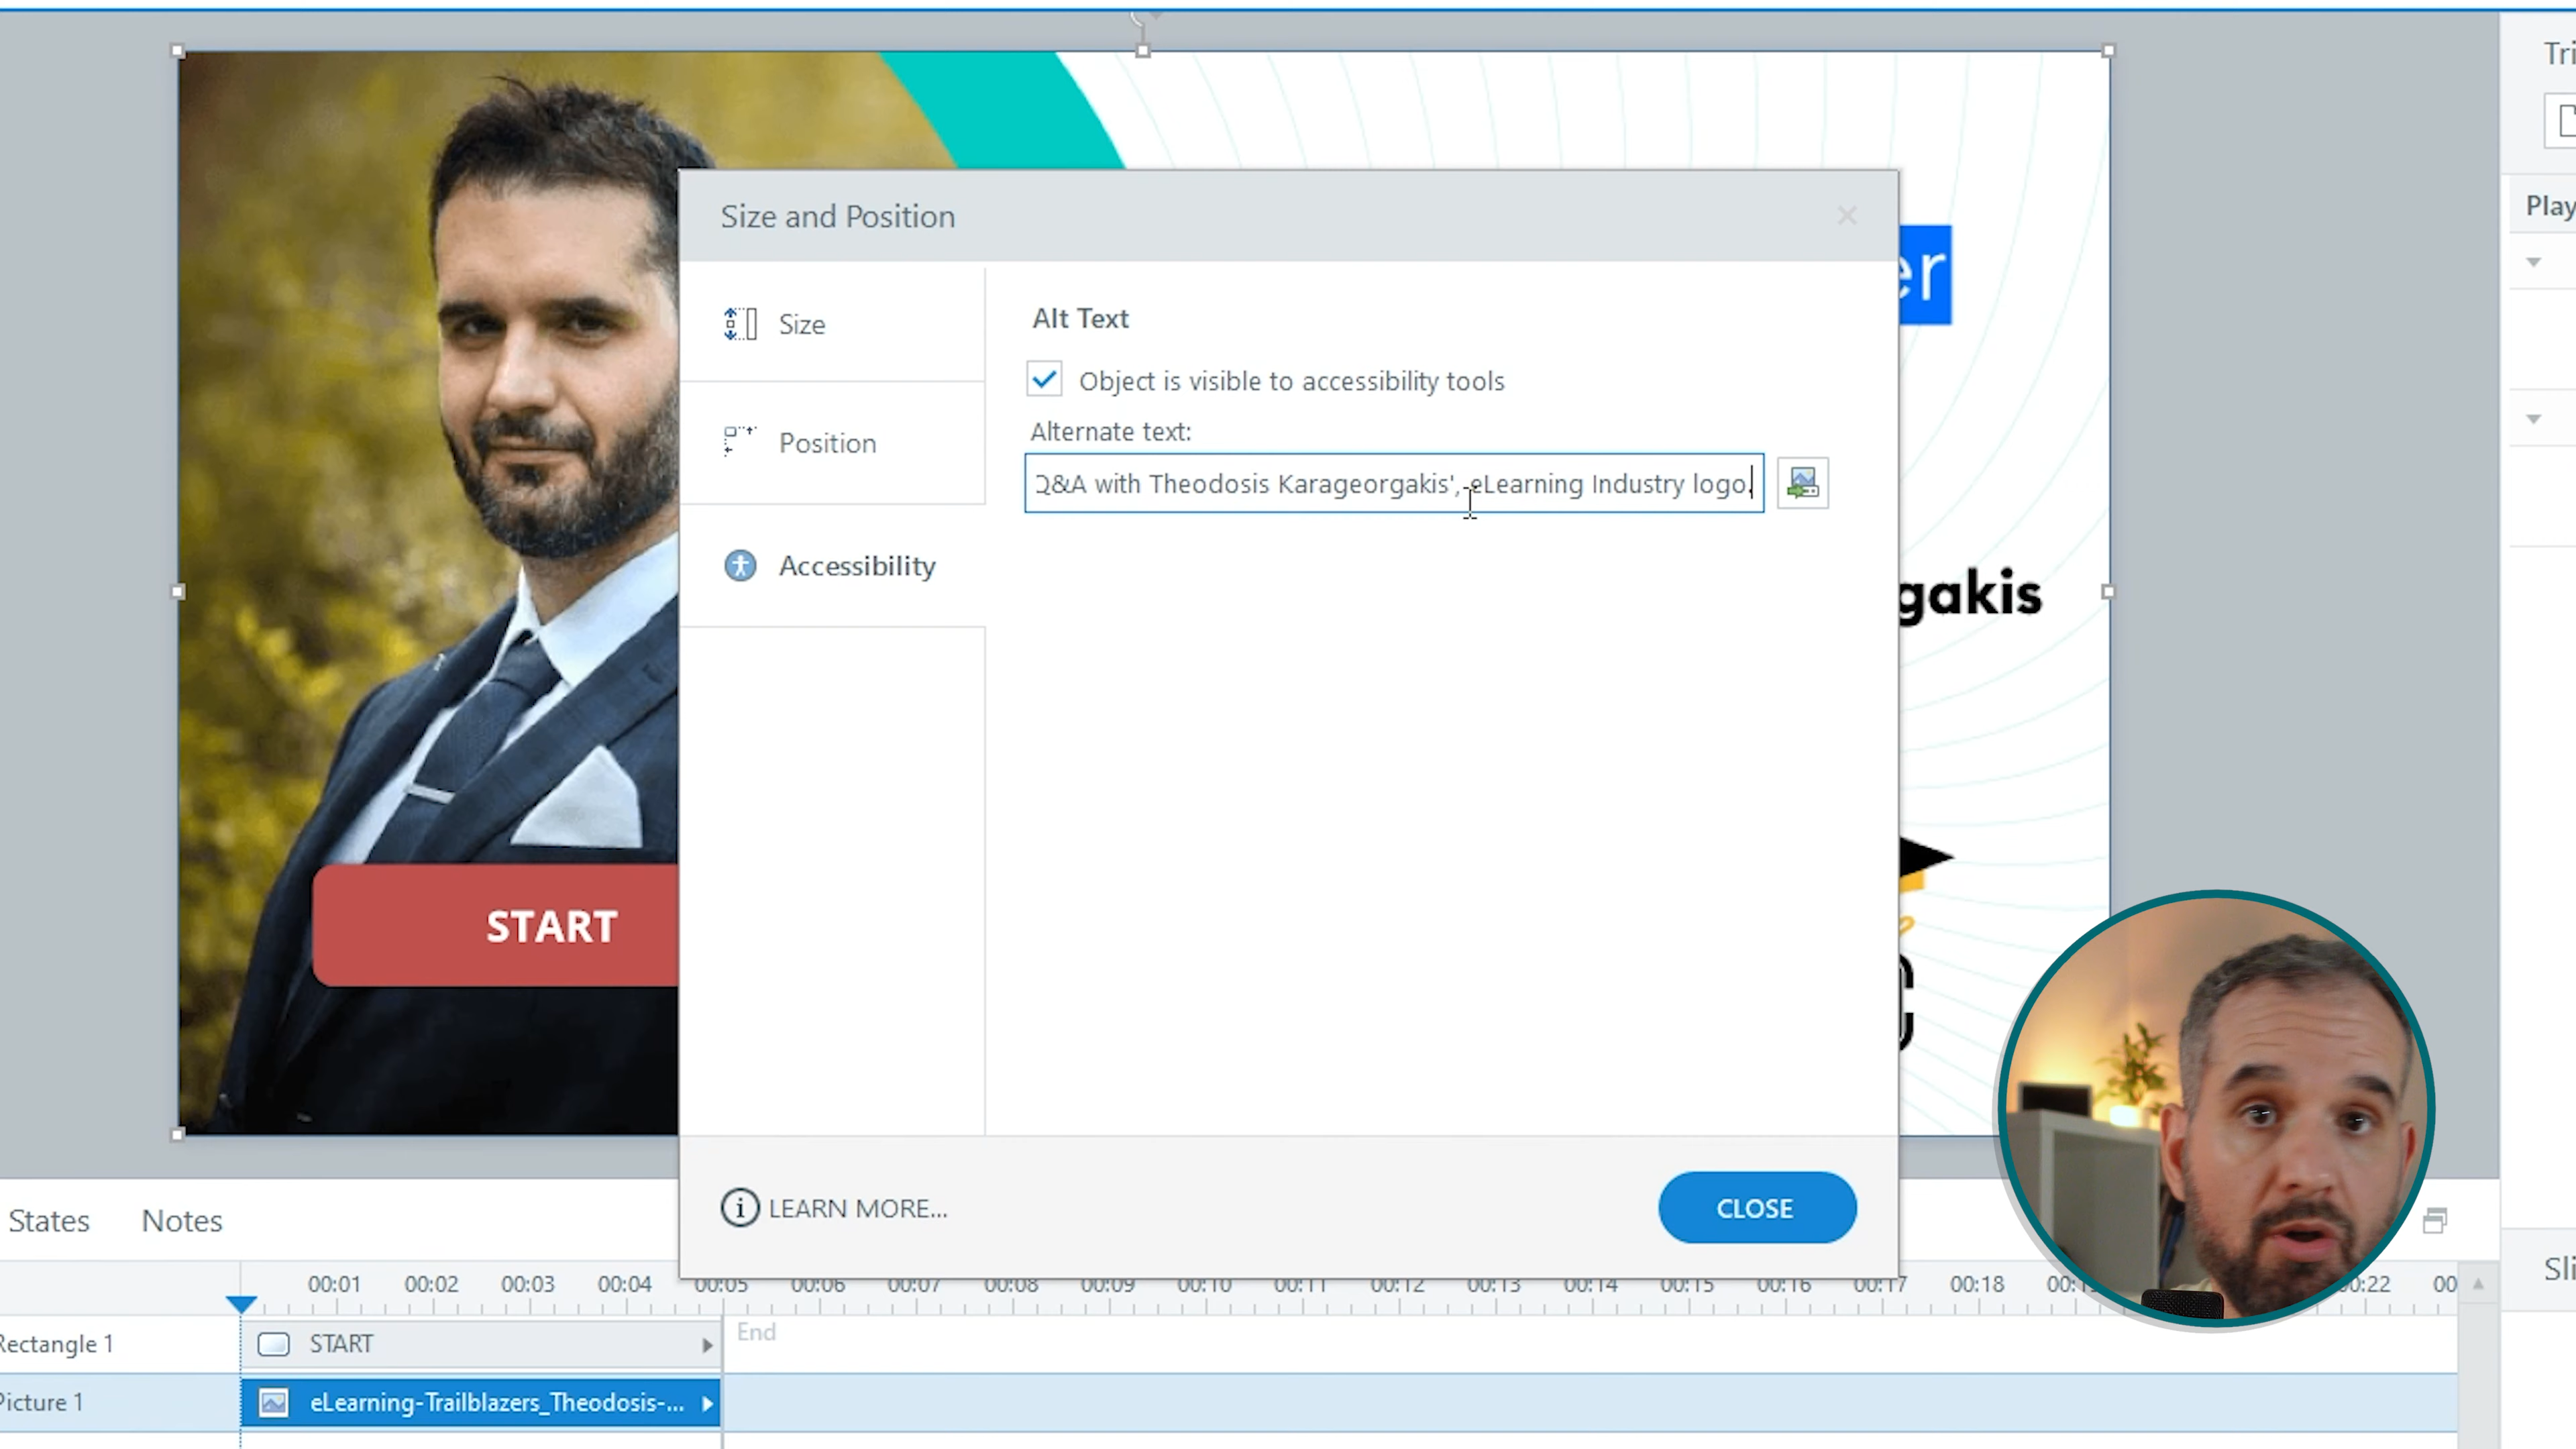 Size and Position
Size
Alt Text
Object is visible to accessibility tools
Position
Alternate text:
Q&A with Theodosis Karageorgakis', eLearning Industry logo.
Accessibility
er
gakis
START
LEARN MORE...
CLOSE
Tri
Play
Sli
States
Notes
00:01 00:02 00:03 00:04 00:05 00:06 00:07 00:08 00:09 00:10 00:11 00:12 00:13 00:14 00:15 00:16 00:17 00:18 00:22 00
Rectangle 1
START
End
Picture 1
eLearning-Trailblazers_Theodosis-...